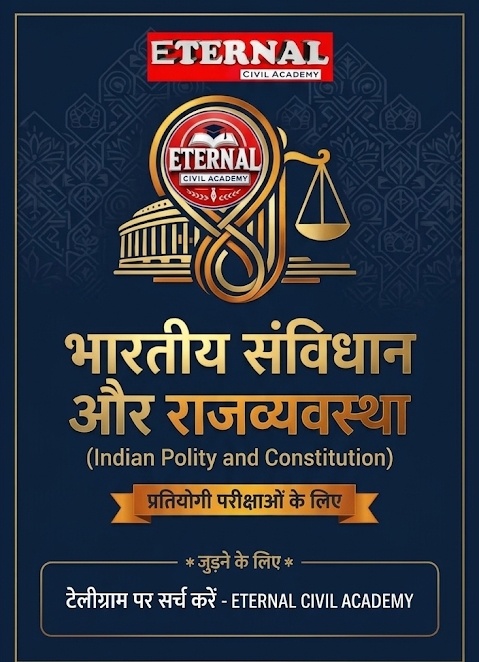 ETERNAL
CIVIL ACADEMY
ETERNAL
CIVIL ACADEMY
भारतीय संविधान
और राजव्यवस्था
(Indian Polity and Constitution)
प्रतियोगी परीक्षाओं के लिए
* जुड़ने के लिए *
टेलीग्राम पर सर्च करें - ETERNAL CIVIL ACADEMY